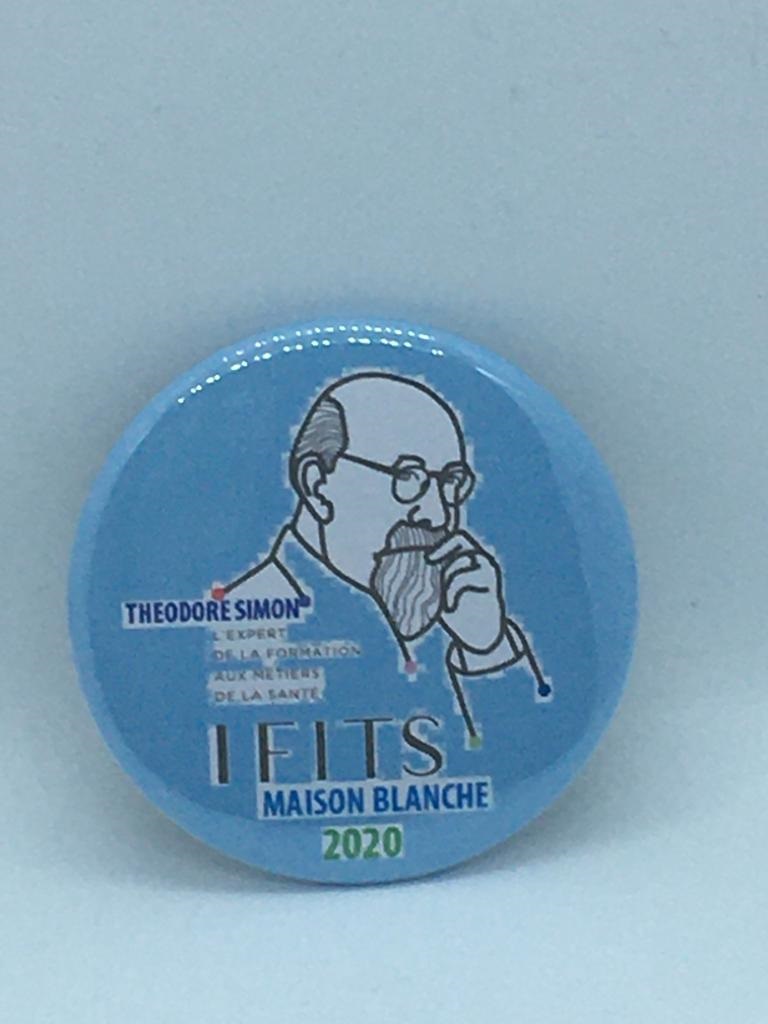 THEODORE SIMON
L'EXPERT
DE LA FORMATION
AUX MÉTIERS
DE LA SANTÉ
IFITS
MAISON BLANCHE
2020